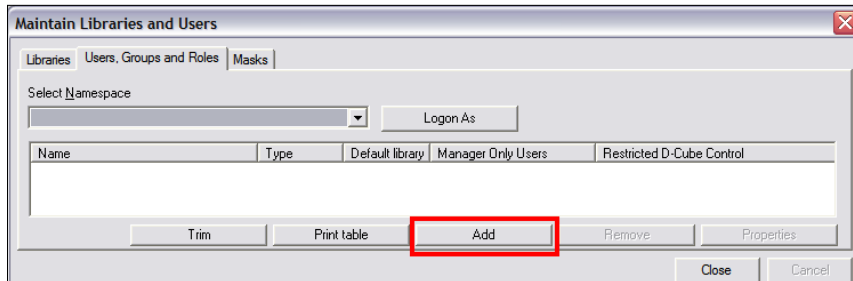 Maintain Libraries and Users
Libraries Users, Groups and Roles Masks
Select Namespace
Logon As
Name Type Default library Manager Only Users Restricted D-Cube Control
Trim Print table Add Remove Properties
Close Cancel